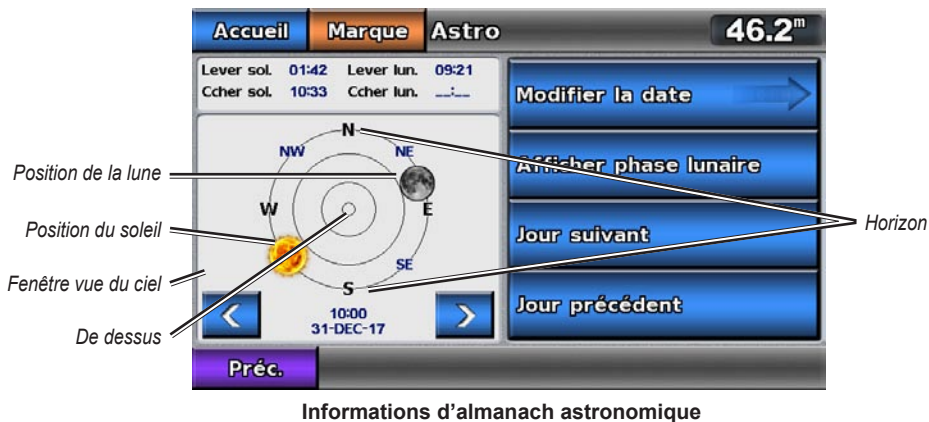 Accueil Marque Astro 46.2m
Lever sol. 01:42 Lever lun. 09:21
Ccher sol. 10:33 Ccher lun. __:__
Modifier la date
Afficher phase lunaire
Jour suivant
Jour précédent
N
NW NE
W E
SE
S
10:00
31-DEC-17
Préc.
Position de la lune
Position du soleil
Fenêtre vue du ciel
De dessus
Horizon
Informations d'almanach astronomique